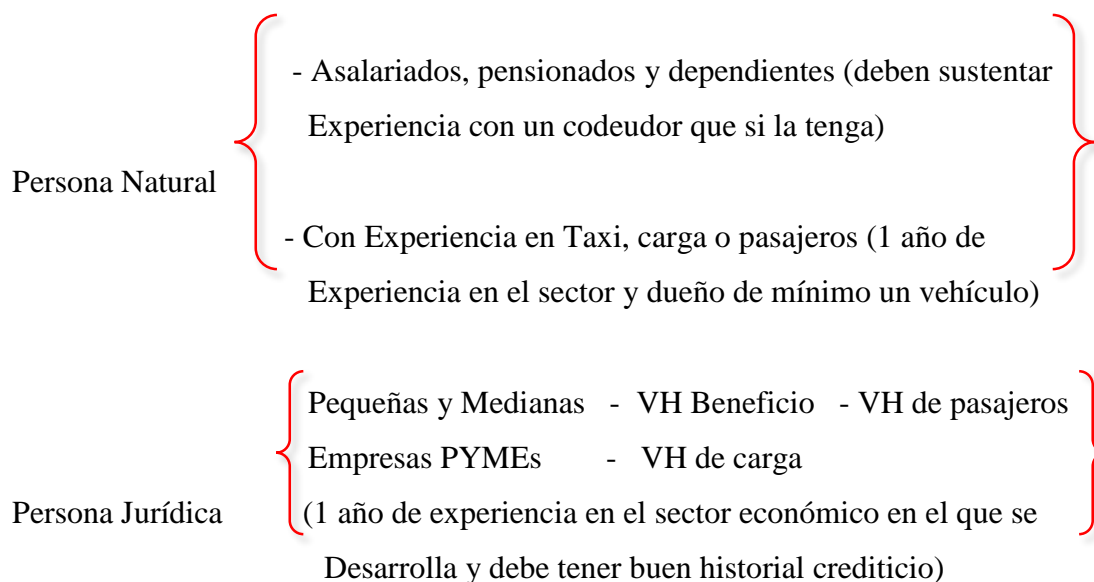 - Asalariados, pensionados y dependientes (deben sustentar
Experiencia con un codeudor que si la tenga)
Persona Natural
- Con Experiencia en Taxi, carga o pasajeros (1 año de
Experiencia en el sector y dueño de mínimo un vehículo)
Pequeñas y Medianas - VH Beneficio - VH de pasajeros
Empresas PYMEs - VH de carga
Persona Jurídica (1 año de experiencia en el sector económico en el que se
Desarrolla y debe tener buen historial crediticio)